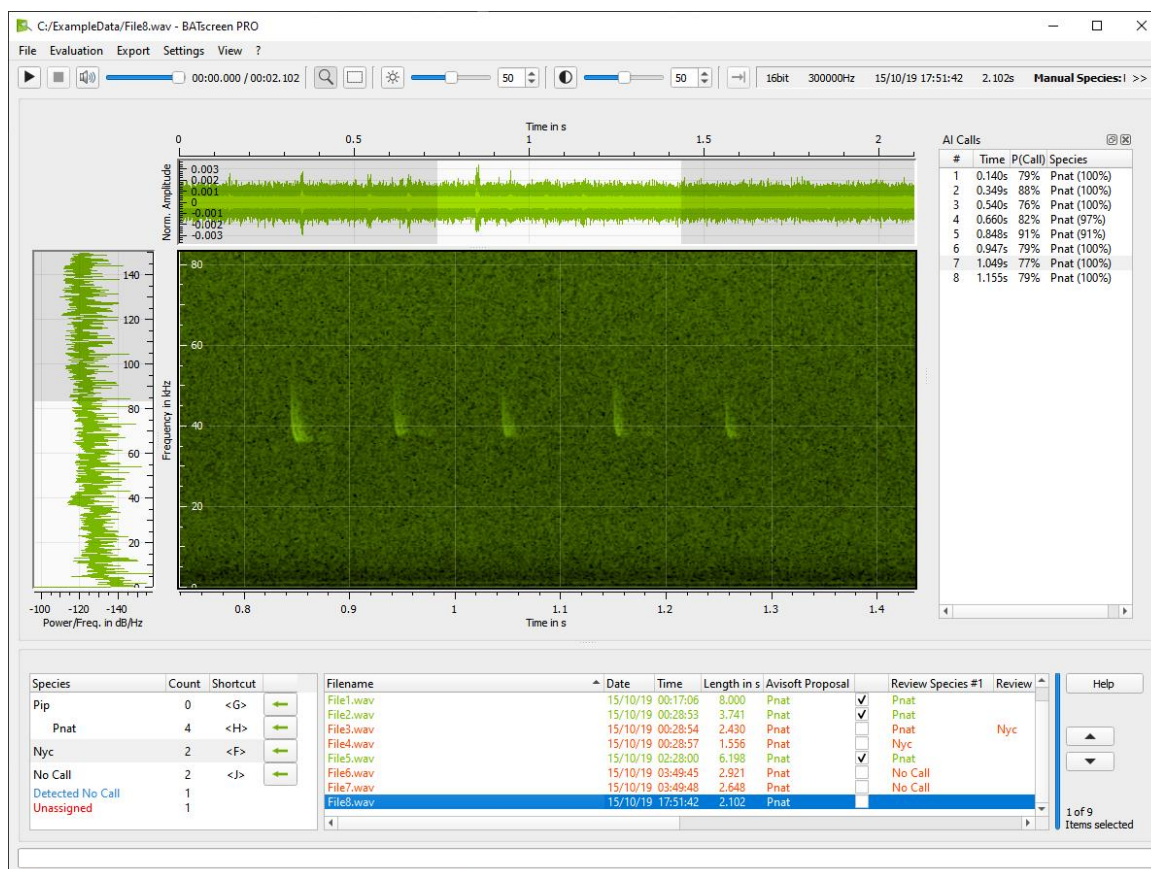 C:/ExampleData/File8.wav - BATscreen PRO
File Evaluation Export Settings View ?
00:00.000 / 00:02.102 50 50 16bit 300000Hz 15/10/19 17:51:42 2.102s Manual Species: >>
Time in s
0 0.5 1 1.5 2
Norm. Amplitude
0.003
0.002
0.001
0
-0.001
-0.002
-0.003
AI Calls
# Time P(Call) Species
1 0.140s 79% Pnat (100%)
2 0.349s 88% Pnat (100%)
3 0.540s 76% Pnat (100%)
4 0.660s 82% Pnat (97%)
5 0.848s 91% Pnat (91%)
6 0.947s 79% Pnat (100%)
7 1.049s 77% Pnat (100%)
8 1.155s 79% Pnat (100%)
140
120
100
80
60
40
20
0
-100 -120 -140
Power/Freq. in dB/Hz
Frequency in kHz
80
60
40
20
0
0.8 0.9 1 1.1 1.2 1.3 1.4
Time in s
Species Count Shortcut
Pip 0 <G>
Pnat 4 <H>
Nyc 2 <F>
No Call 2 <J>
Detected No Call 1
Unassigned 1
Filename Date Time Length in s Avisoft Proposal Review Species #1 Review
File1.wav 15/10/19 00:17:06 8.000 Pnat Pnat
File2.wav 15/10/19 00:28:53 3.741 Pnat Pnat
File3.wav 15/10/19 00:28:54 2.430 Pnat Pnat Nyc
File4.wav 15/10/19 00:28:57 1.556 Pnat Nyc
File5.wav 15/10/19 02:28:00 6.198 Pnat Pnat
File6.wav 15/10/19 03:49:45 2.921 Pnat No Call
File7.wav 15/10/19 03:49:48 2.648 Pnat No Call
File8.wav 15/10/19 17:51:42 2.102 Pnat
Help
1 of 9
Items selected